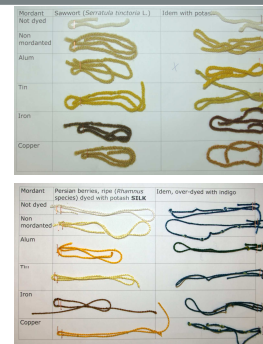 Mordant Sawwort (Serratula tinctoria L.) Idem with potash
Not dyed
Non
mordanted
Alum
Tin
Iron
Copper
Mordant Persian berries, ripe (Rhamnus Idem, over-dyed with indigo
species) dyed with potash SILK
Not dyed
Non
mordanted
Alum
Tin
Iron
Copper